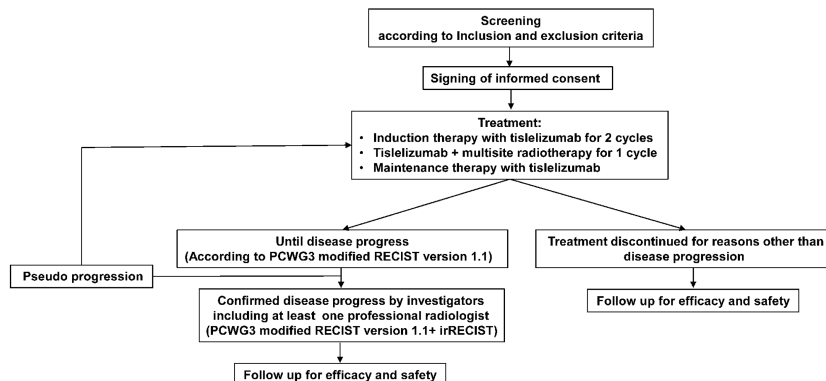 Screening
according to Inclusion and exclusion criteria
Signing of informed consent
Treatment:
• Induction therapy with tislelizumab for 2 cycles
• Tislelizumab + multisite radiotherapy for 1 cycle
• Maintenance therapy with tislelizumab
Until disease progress
(According to PCWG3 modified RECIST version 1.1)
Treatment discontinued for reasons other than
disease progression
Pseudo progression
Confirmed disease progress by investigators
including at least one professional radiologist
(PCWG3 modified RECIST version 1.1+ irRECIST)
Follow up for efficacy and safety
Follow up for efficacy and safety